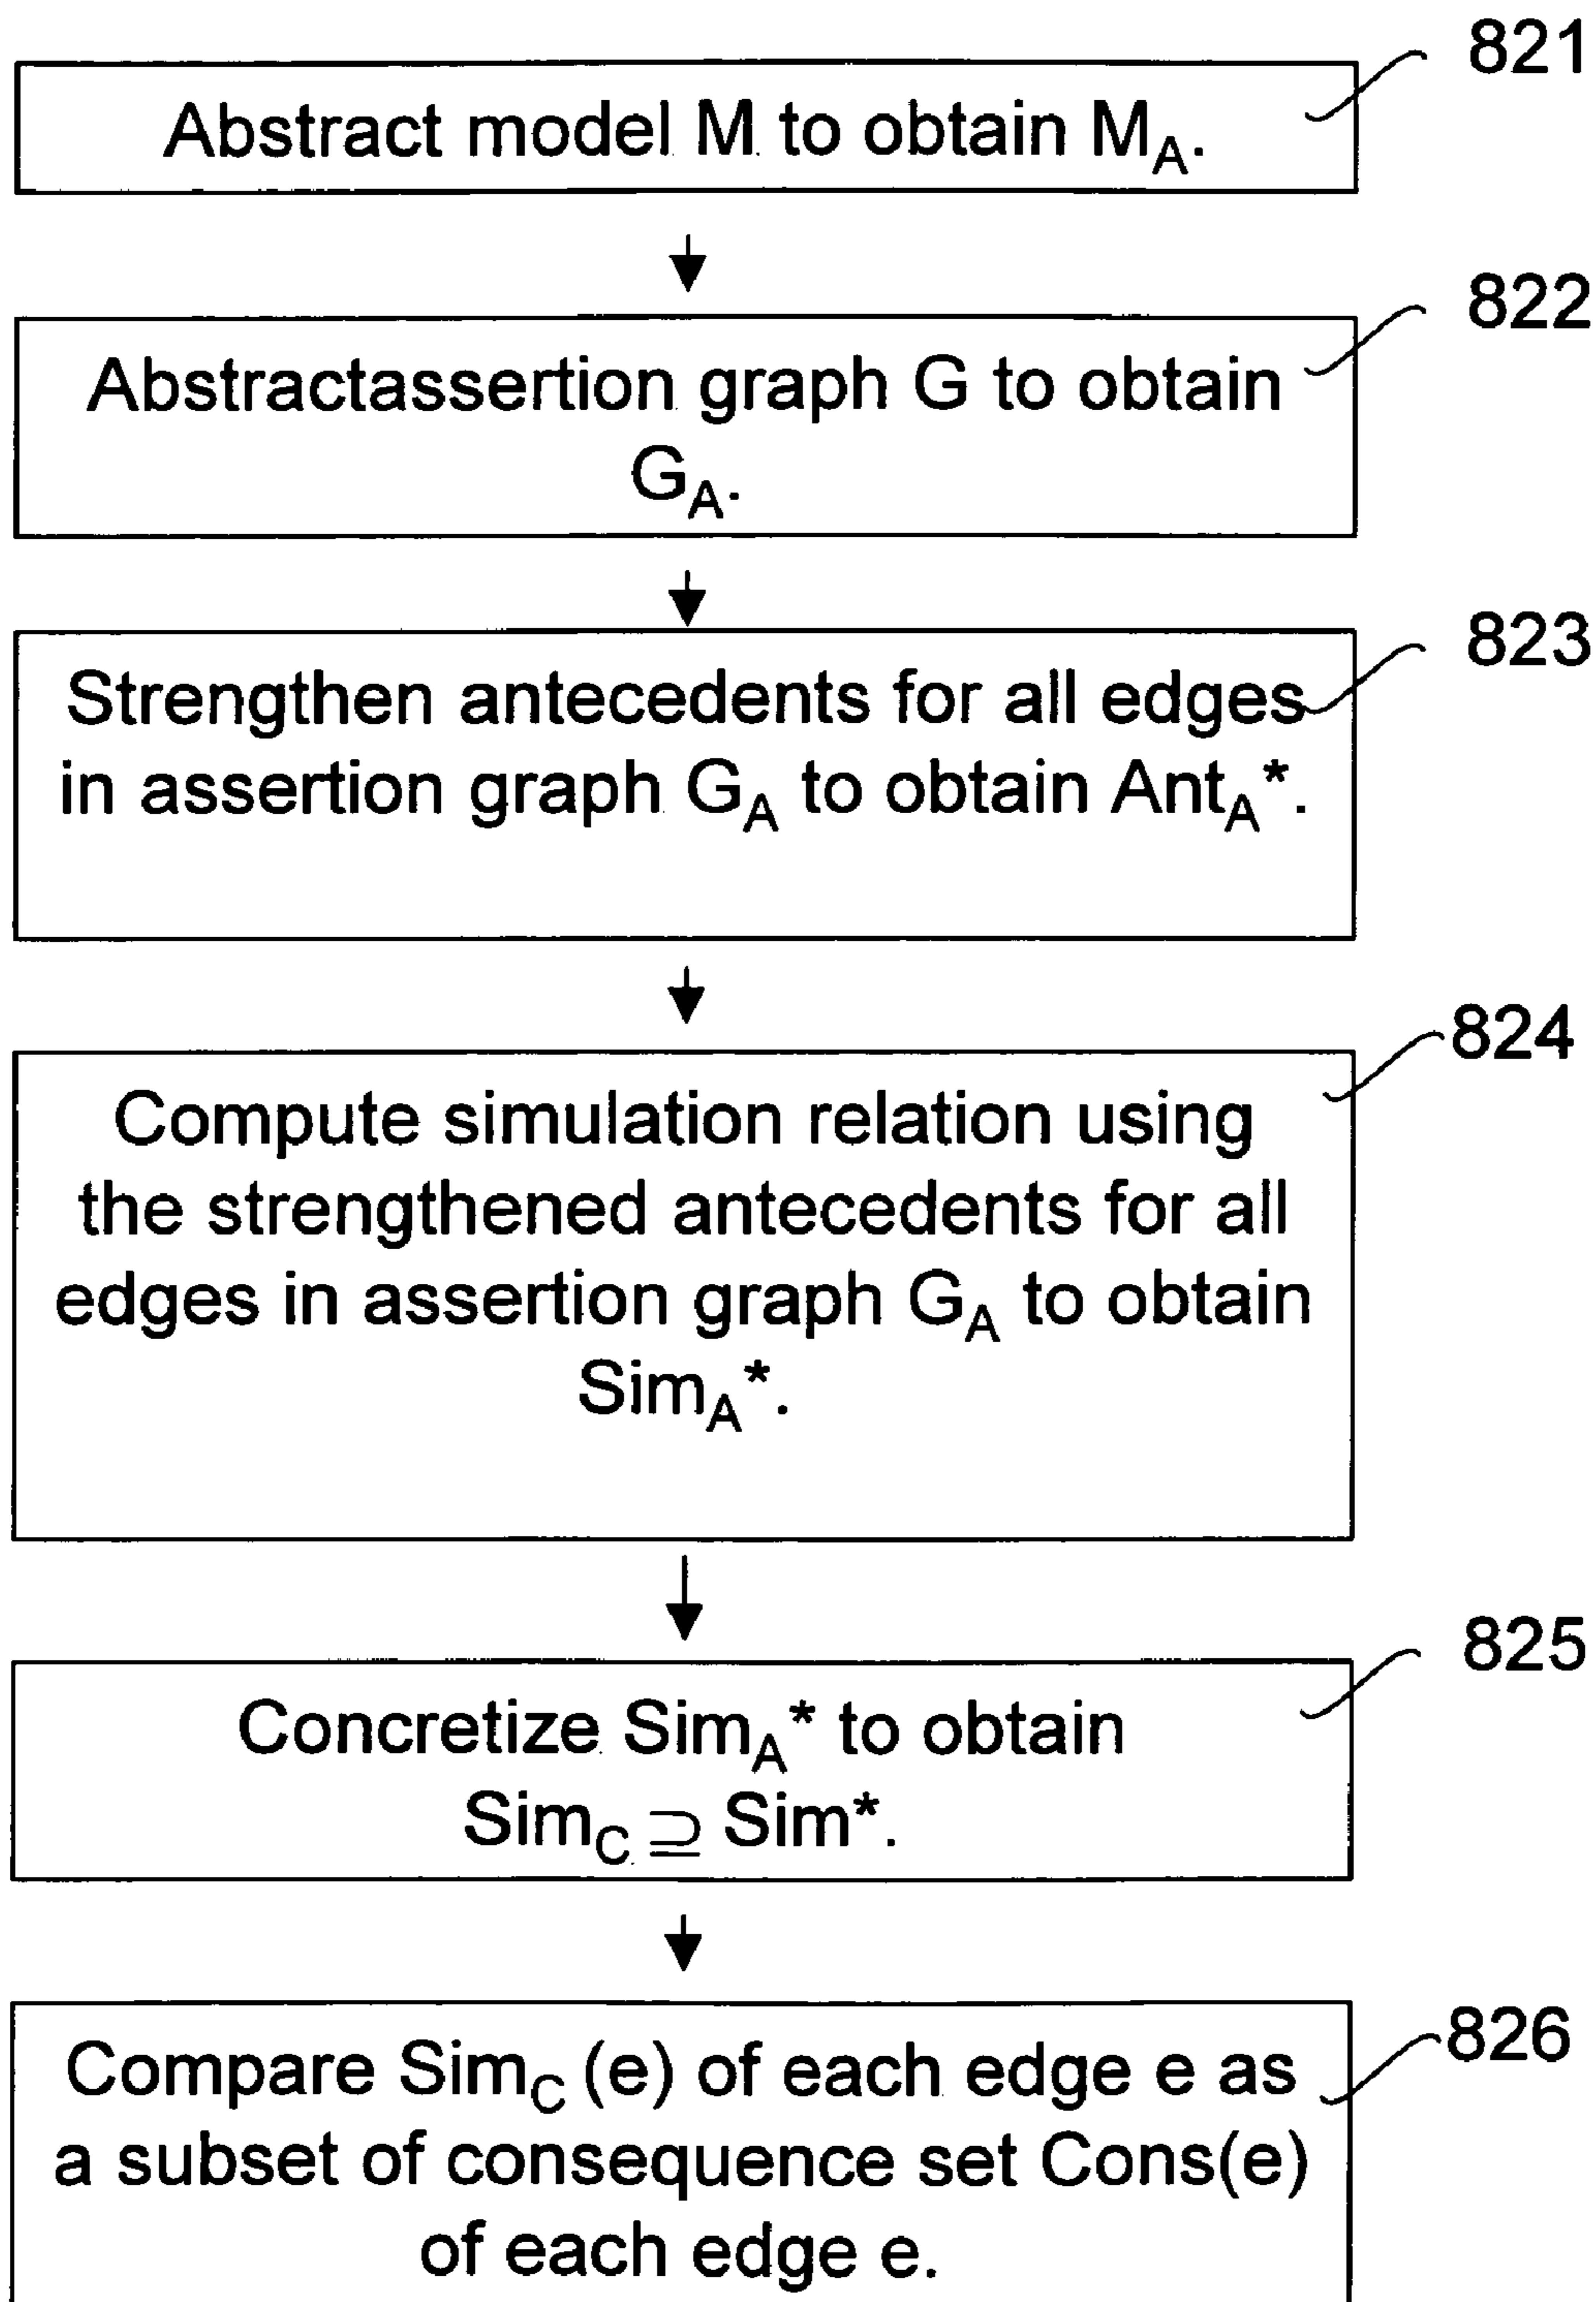 821
Abstract model M to obtain M_A.
822
Abstractassertion graph G to obtain
G_A.
823
Strengthen antecedents for all edges
in assertion graph G_A to obtain Ant_A*.
824
Compute simulation relation using
the strengthened antecedents for all
edges in assertion graph G_A to obtain
Sim_A*.
825
Concretize Sim_A* to obtain
Sim_C ⊇ Sim*.
826
Compare Sim_C (e) of each edge e as
a subset of consequence set Cons(e)
of each edge e.